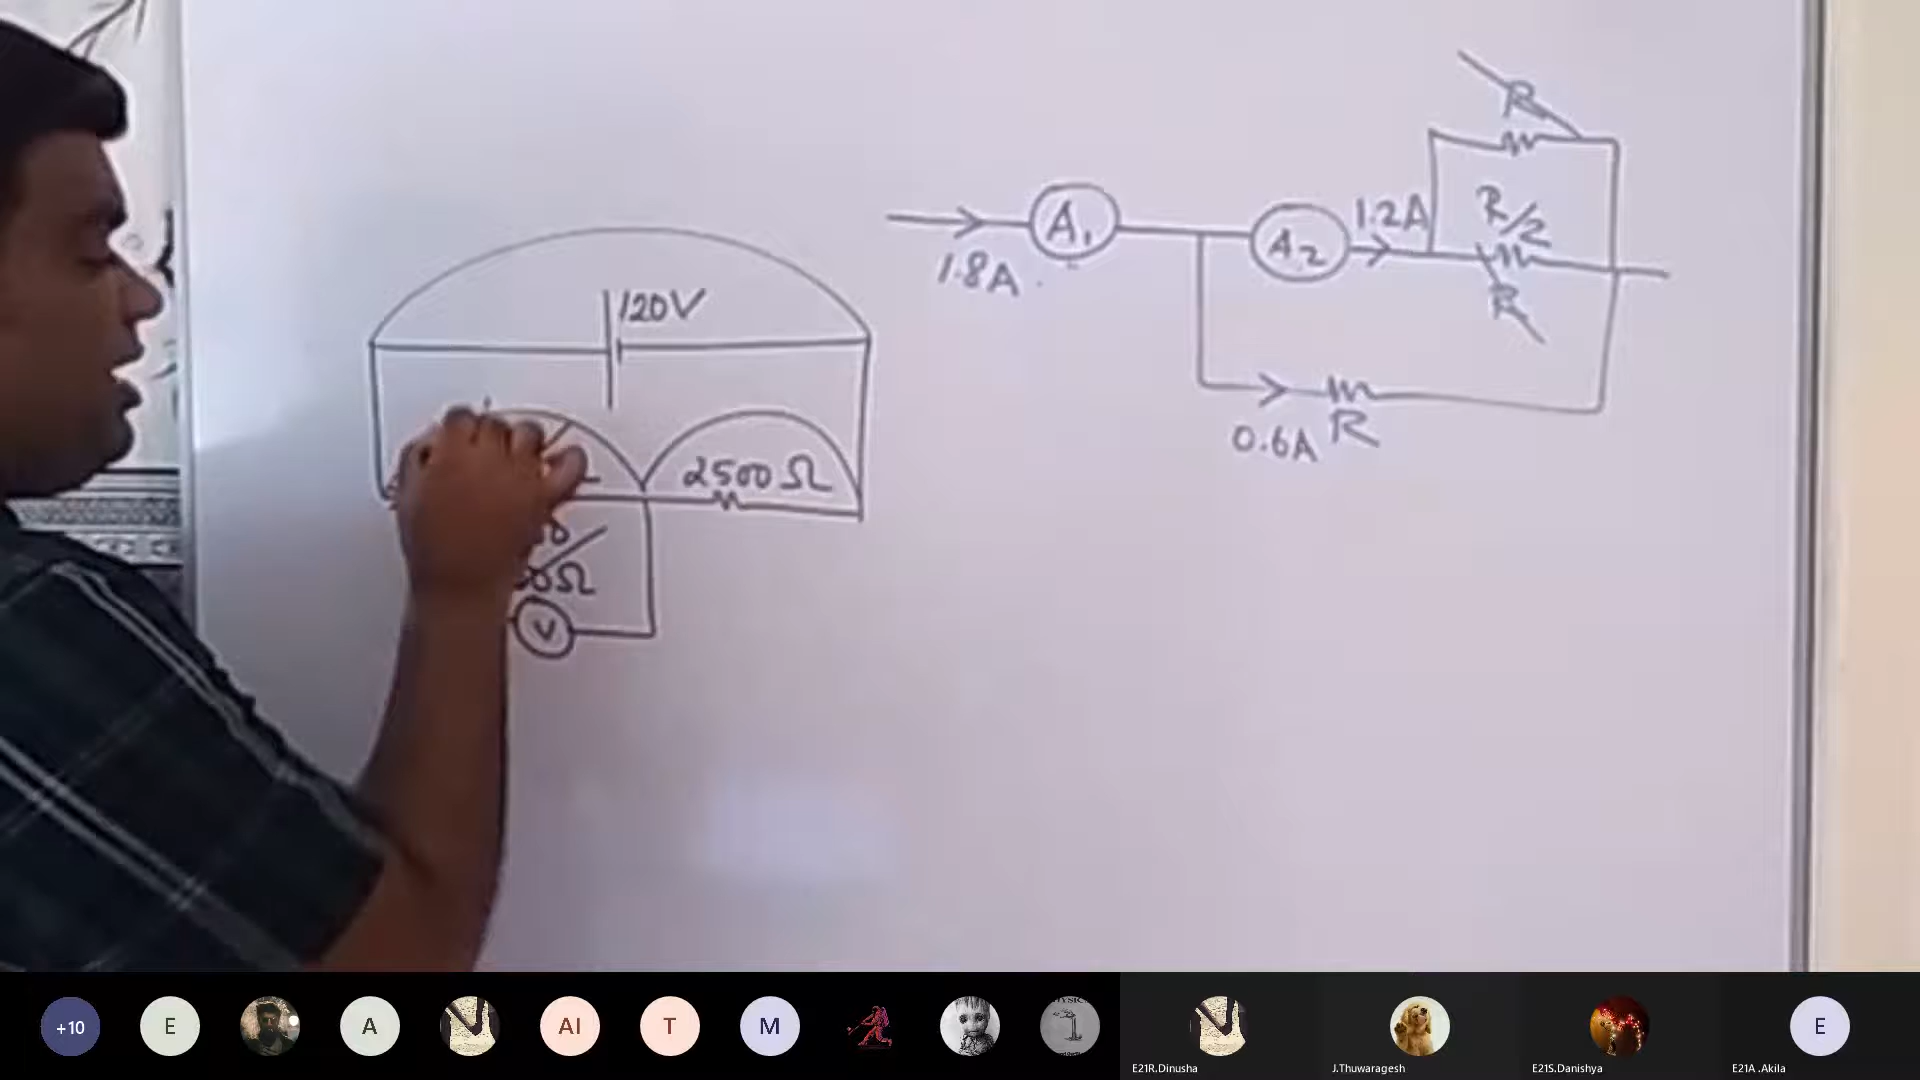 120V
2500 Ω
Ω
V
A₁
1.8A
A₂
1.2A
R
R/2
R
0.6A
R
+10
E
A
AI
T
M
E
E21R.Dinusha
J.Thuwaragesh
E21S.Danishya
E21A .Akila